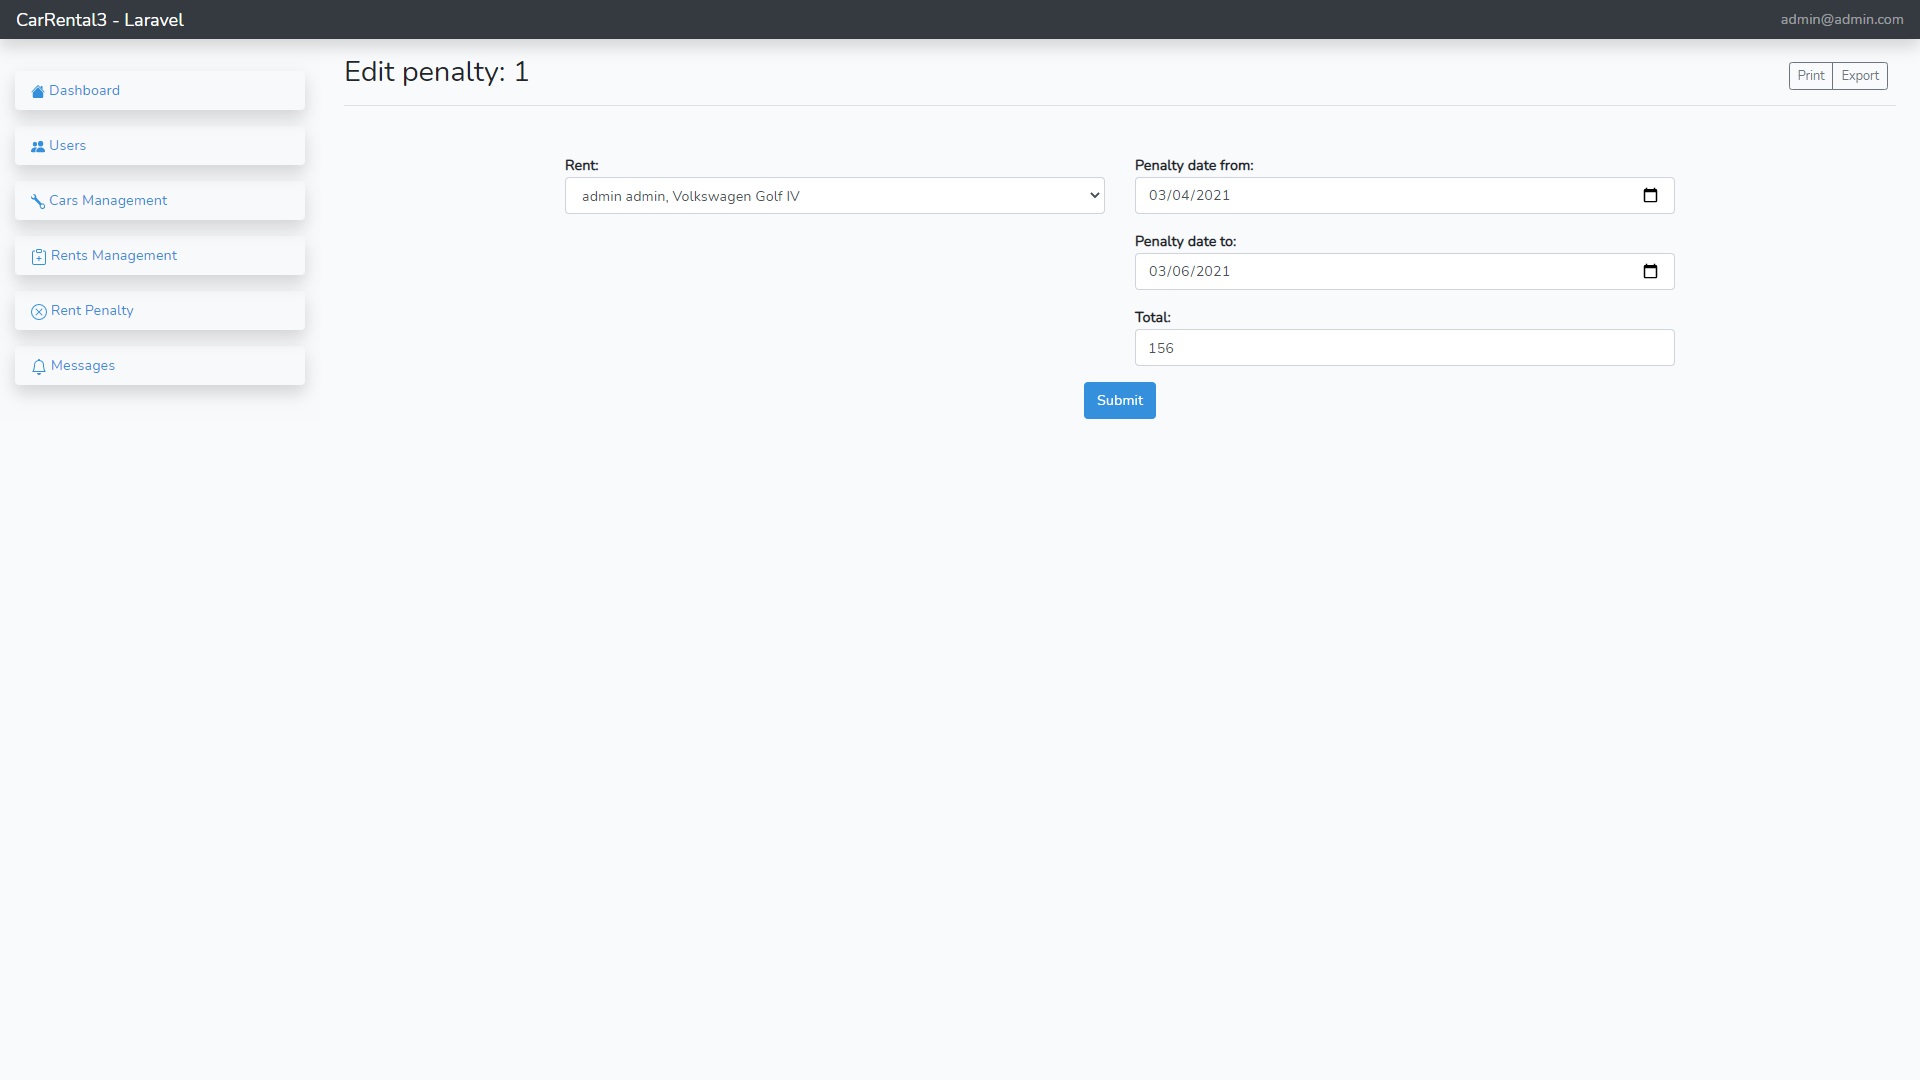 CarRental3 - Laravel
admin@admin.com
Dashboard
Users
Cars Management
Rents Management
Rent Penalty
Messages
Edit penalty: 1
Print
Export
Rent:
admin admin, Volkswagen Golf IV
Penalty date from:
03/04/2021
Penalty date to:
03/06/2021
Total:
156
Submit